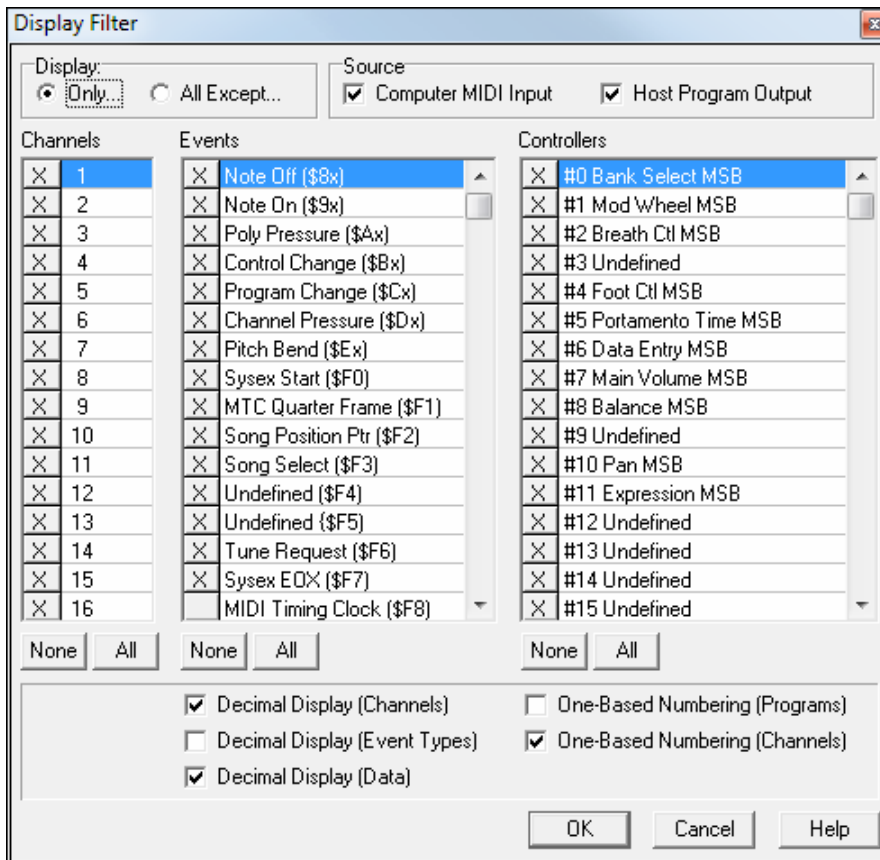 Display Filter
Display: Source
Only... All Except... Computer MIDI Input Host Program Output
Channels Events Controllers
X 1 X Note Off ($8x) X #0 Bank Select MSB
X 2 X Note On ($9x) X #1 Mod Wheel MSB
X 3 X Poly Pressure ($Ax) X #2 Breath Ctl MSB
X 4 X Control Change ($Bx) X #3 Undefined
X 5 X Program Change ($Cx) X #4 Foot Ctl MSB
X 6 X Channel Pressure ($Dx) X #5 Portamento Time MSB
X 7 X Pitch Bend ($Ex) X #6 Data Entry MSB
X 8 X Sysex Start ($F0) X #7 Main Volume MSB
X 9 X MTC Quarter Frame ($F1) X #8 Balance MSB
X 10 X Song Position Ptr ($F2) X #9 Undefined
X 11 X Song Select ($F3) X #10 Pan MSB
X 12 X Undefined ($F4) X #11 Expression MSB
X 13 X Undefined {$F5) X #12 Undefined
X 14 X Tune Request ($F6) X #13 Undefined
X 15 X Sysex EOX ($F7) X #14 Undefined
X 16 MIDI Timing Clock ($F8) X #15 Undefined
None All None All None All
Decimal Display (Channels) One-Based Numbering (Programs)
Decimal Display (Event Types) One-Based Numbering (Channels)
Decimal Display (Data)
OK Cancel Help